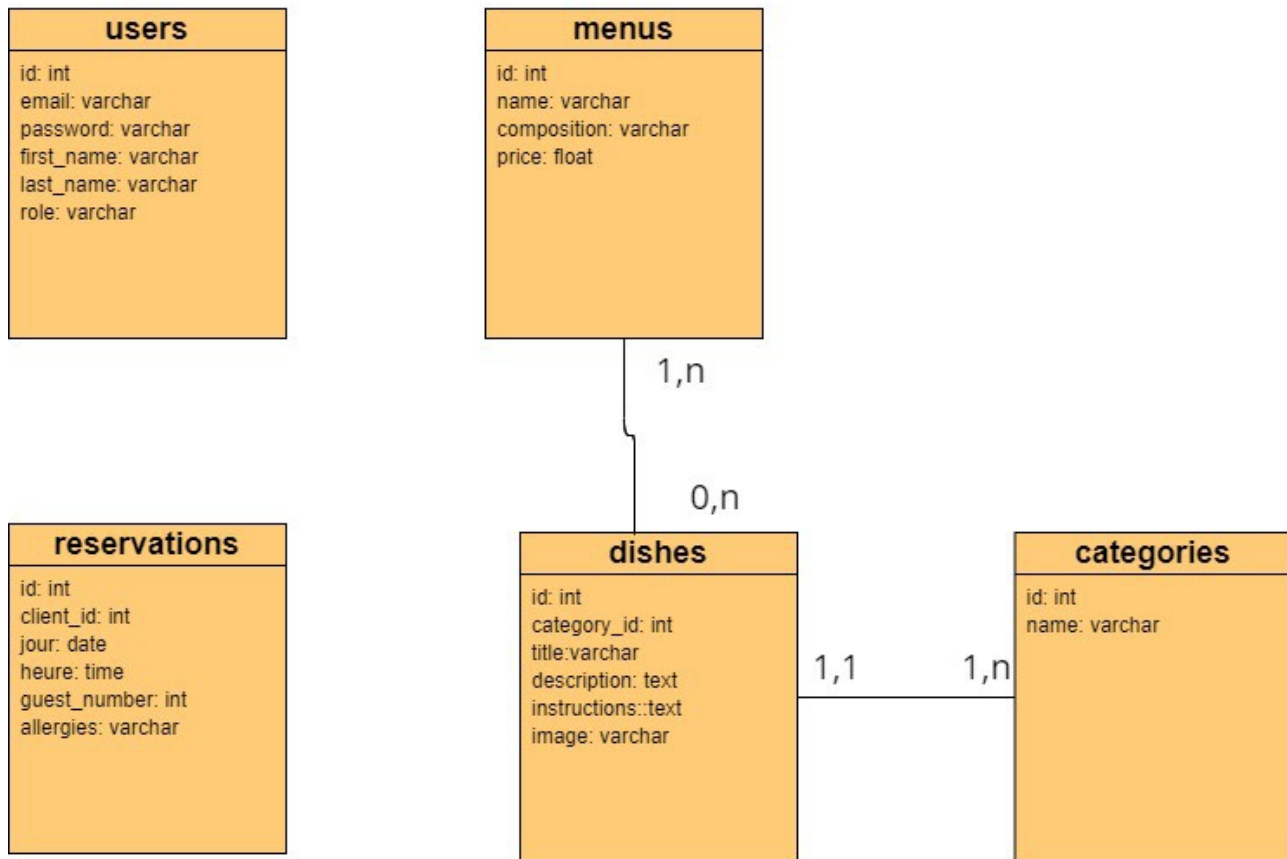 users
id: int
email: varchar
password: varchar
first_name: varchar
last_name: varchar
role: varchar
menus
id: int
name: varchar
composition: varchar
price: float
1,n
0,n
reservations
id: int
client_id: int
jour: date
heure: time
guest_number: int
allergies: varchar
dishes
id: int
category_id: int
title:varchar
description: text
instructions::text
image: varchar
1,1
1,n
categories
id: int
name: varchar